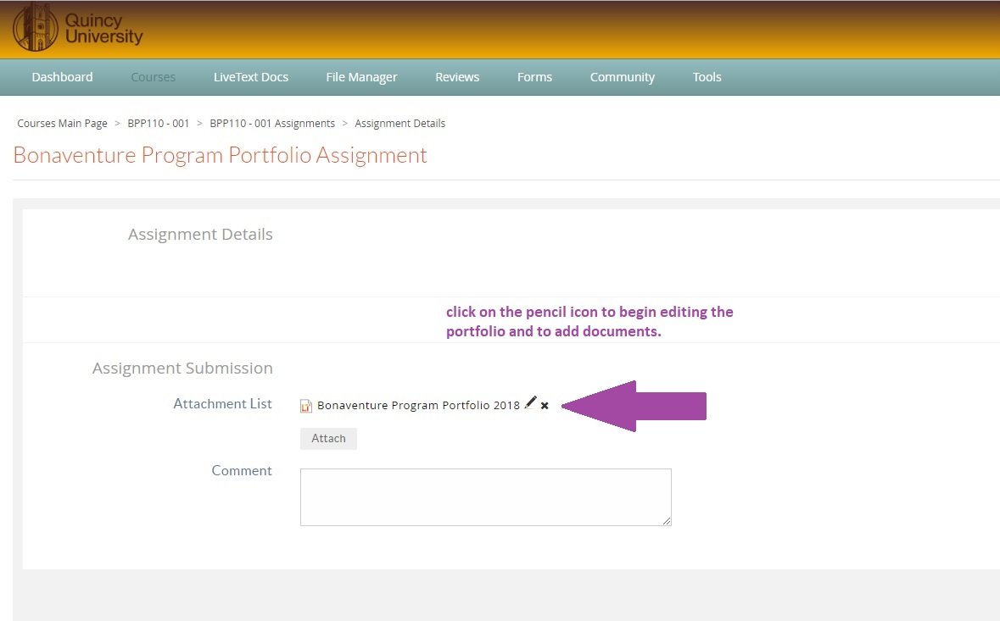 Quincy
University
Dashboard Courses LiveText Docs File Manager Reviews Forms Community Tools
Courses Main Page > BPP110 - 001 > BPP110 - 001 Assignments > Assignment Details
Bonaventure Program Portfolio Assignment
Assignment Details
click on the pencil icon to begin editing the
portfolio and to add documents.
Assignment Submission
Attachment List Bonaventure Program Portfolio 2018
Attach
Comment